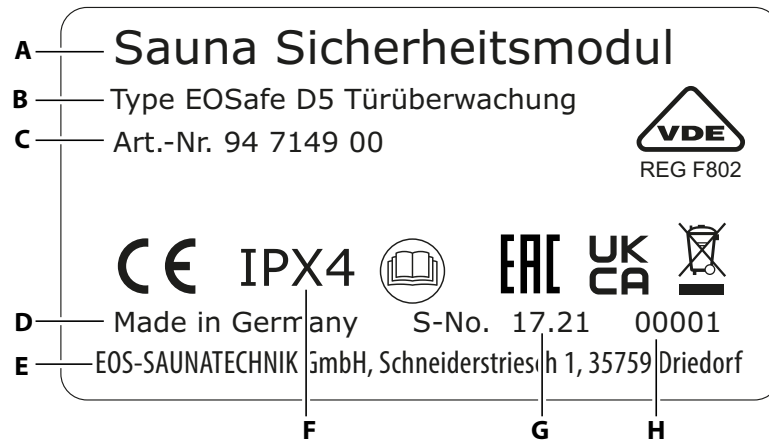 A Sauna Sicherheitsmodul
B Type EOSafe D5 Türüberwachung
C Art.-Nr. 94 7149 00
VDE
REG F802
CE IPX4 EAC UK CA
D Made in Germany S-No. 17.21 00001
E EOS-SAUNATECHNIK GmbH, Schneiderstriesch 1, 35759 Driedorf
F G H